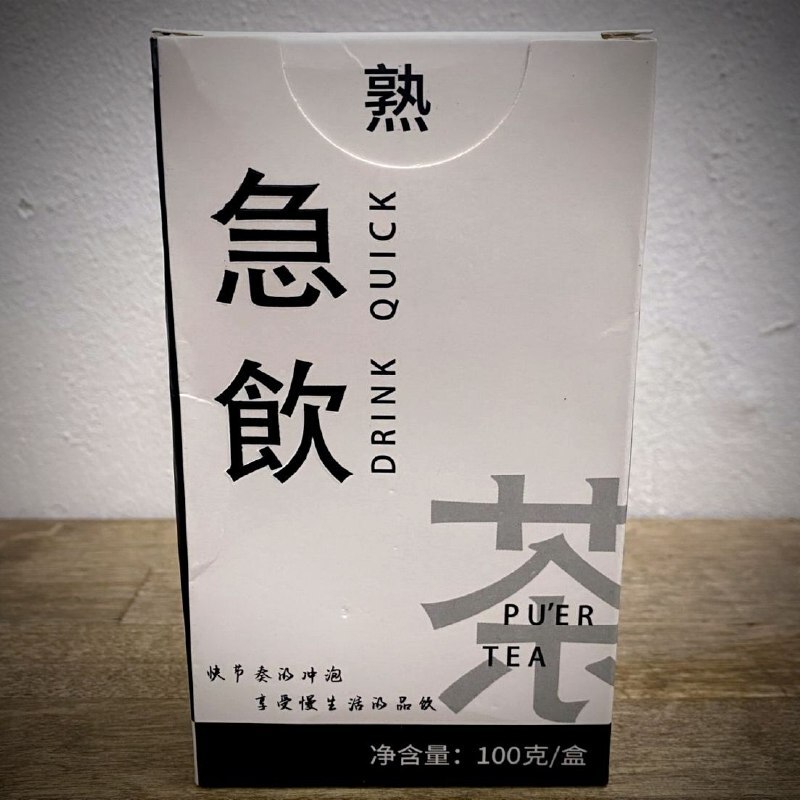 熟
急飲
DRINK QUICK
茶
PU'ER
TEA
快节奏的冲泡
享受慢生活的品飲
净含量：100克/盒